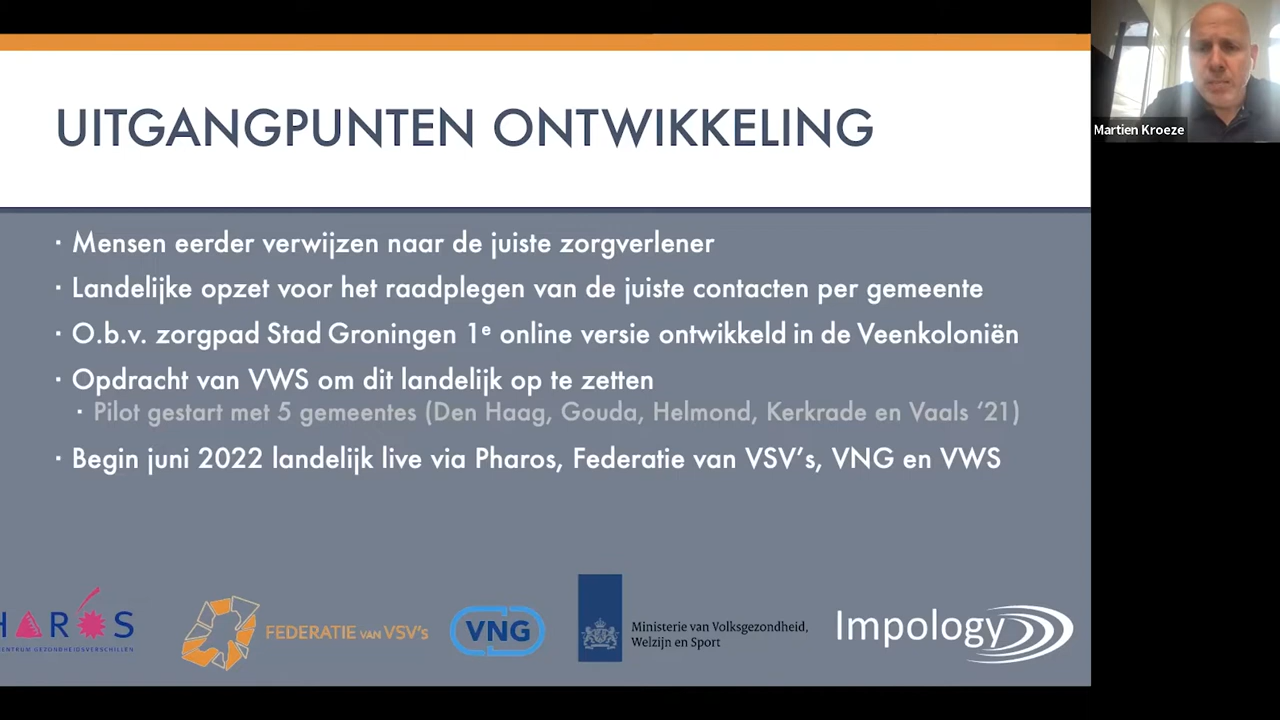 UITGANGPUNTEN ONTWIKKELING
Martien Kroeze
· Mensen eerder verwijzen naar de juiste zorgverlener
· Landelijke opzet voor het raadplegen van de juiste contacten per gemeente
· O.b.v. zorgpad Stad Groningen 1ᵉ online versie ontwikkeld in de Veenkoloniën
· Opdracht van VWS om dit landelijk op te zetten
· Pilot gestart met 5 gemeentes (Den Haag, Gouda, Helmond, Kerkrade en Vaals ‘21)
· Begin juni 2022 landelijk live via Pharos, Federatie van VSV’s, VNG en VWS
HAROS
CENTRUM GEZONDHEIDSVERSCHILLEN
FEDERATIE VAN VSV’s
VNG
Ministerie van Volksgezondheid,
Welzijn en Sport
Impology